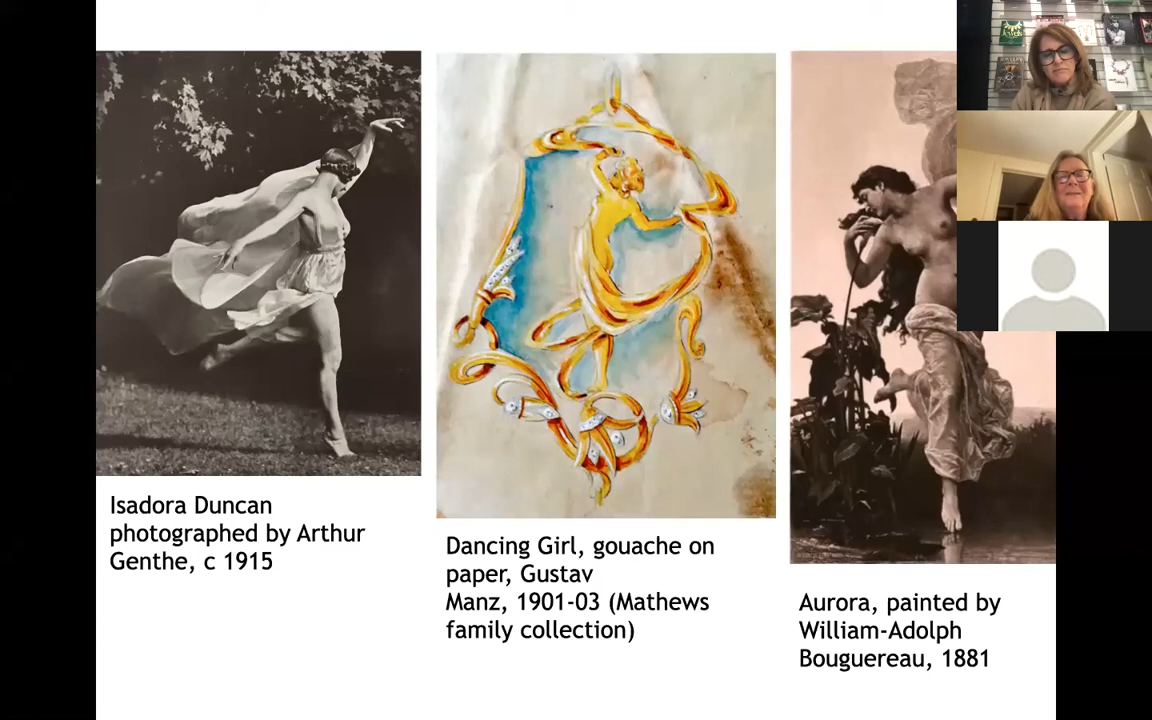 Isadora Duncan
photographed by Arthur
Genthe, c 1915
Dancing Girl, gouache on
paper, Gustav
Manz, 1901-03 (Mathews
family collection)
Aurora, painted by
William-Adolph
Bouguereau, 1881